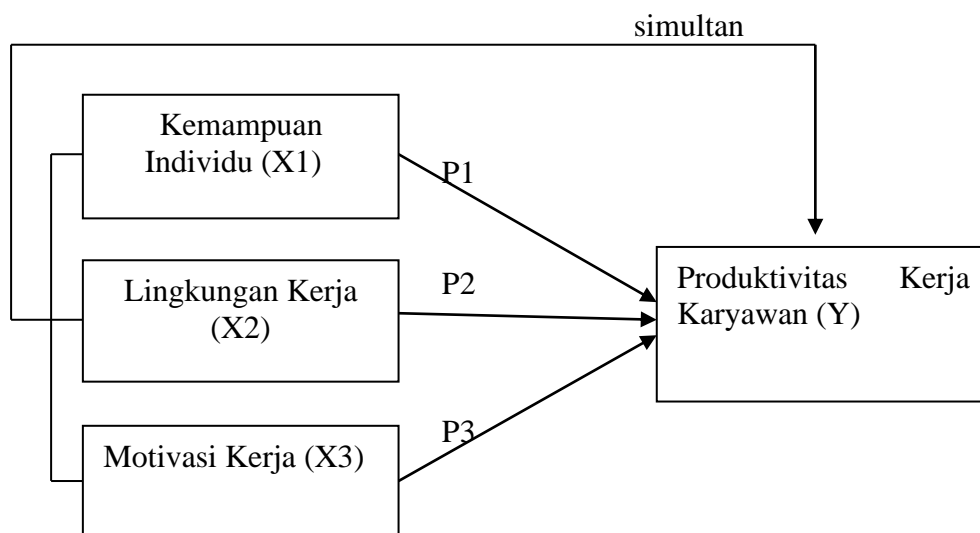 simultan
Kemampuan
Individu (X1)
P1
Lingkungan Kerja
(X2)
P2
Produktivitas Kerja
Karyawan (Y)
Motivasi Kerja (X3)
P3